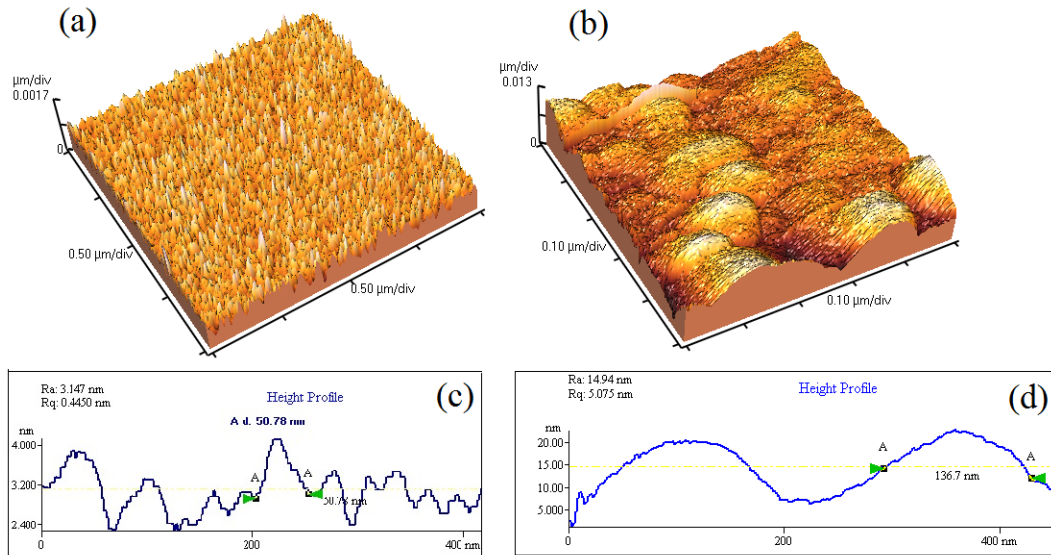 (a)
µm/div
0.0017
0
0.50 µm/div
0.50 µm/div
(b)
µm/div
0.013
0
0.10 µm/div
0.10 µm/div
Ra: 3.147 nm
Rq: 0.4450 nm
Height Profile
(c)
A d. 50.78 nm
nm
4.000
3.200
2.400
A
A
50.78 nm
0
200
400 nm
Ra: 14.94 nm
Rq: 5.075 nm
Height Profile
(d)
nm
20.00
15.00
10.00
5.000
A
A
136.7 nm
0
200
400 nm